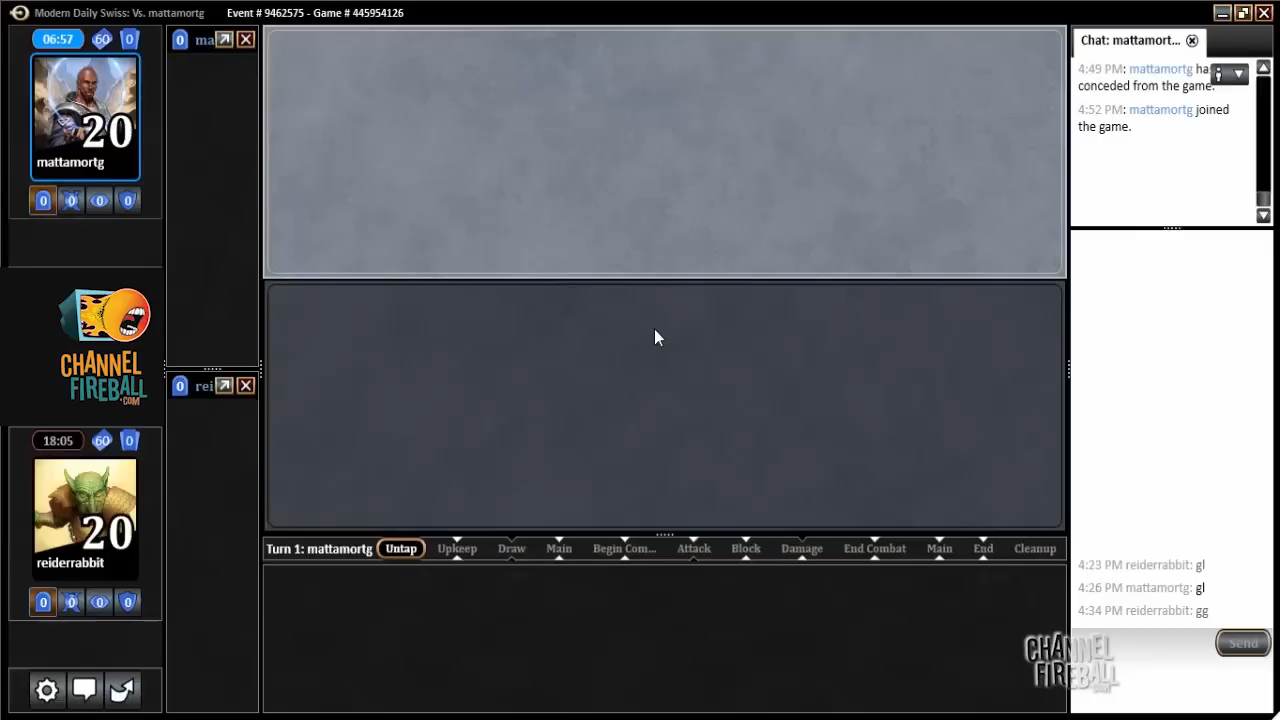 Modern Daily Swiss: Vs. mattamortg Event # 9462575 - Game # 445954126
06:57 60 0
20
mattamortg
0 0 0 0
0 ma
CHANNEL
FIREBALL
.COM
18:05 60 0
20
reiderrabbit
0 0 0 0
0 rei
Turn 1: mattamortg Untap Upkeep Draw Main Begin Com... Attack Block Damage End Combat Main End Cleanup
Chat: mattamort...
4:49 PM: mattamortg ha
conceded from the game.
4:52 PM: mattamortg joined
the game.
4:23 PM reiderrabbit: gl
4:26 PM mattamortg: gl
4:34 PM reiderrabbit: gg
Send
CHANNEL
FIREBALL
.com